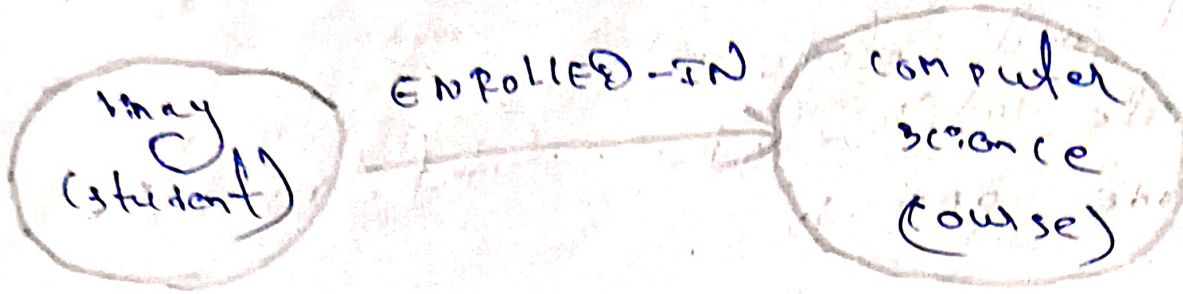 vinay
(student)
ENROLLED-IN
computer
science
(course)